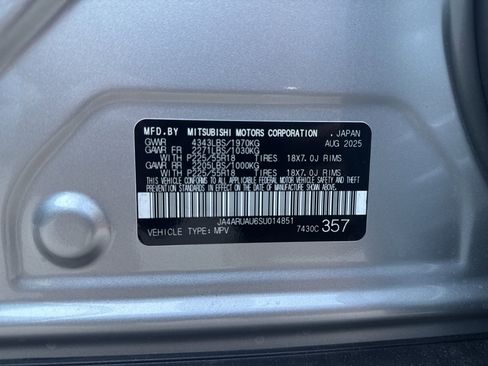 MFD.BY MITSUBISHI MOTORS CORPORATION, JAPAN
GVWR 4343LBS/1970KG AUG 2025
GAWR FR 2271LBS/1030KG
WITH P225/55R18 TIRES 18X7.0J RIMS
GAWR RR 2205LBS/1000KG
WITH P225/55R18 TIRES 18X7.0J RIMS
THIS VEHICLE CONFORMS TO ALL APPLICABLE FEDERAL
MOTOR VEHICLE SAFETY AND THEFT PREVENTION STANDARDS
IN EFFECT ON THE DATE OF MANUFACTURE SHOWN ABOVE.
JA4ARUAU6SU014851
VEHICLE TYPE:MPV 7430C 357